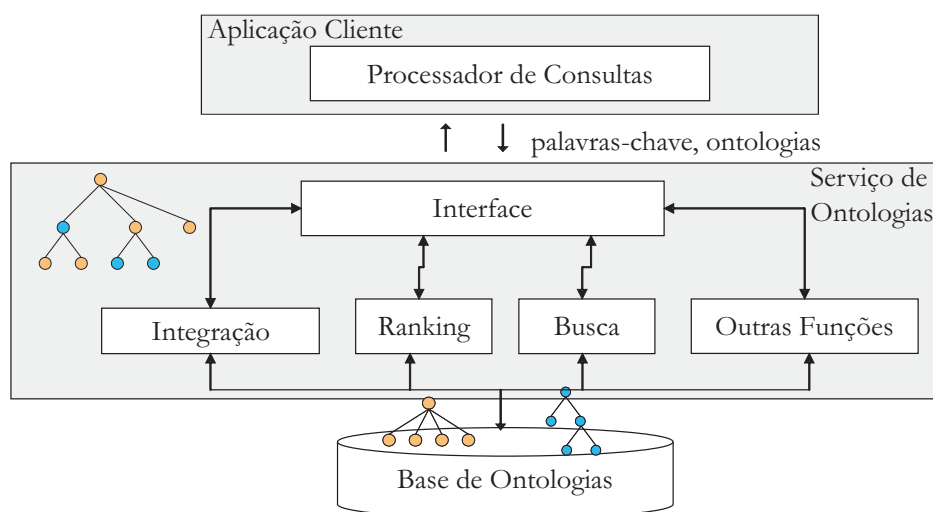 Aplicação Cliente
Processador de Consultas
palavras-chave, ontologias
Serviço de
Ontologias
Interface
Integração
Ranking
Busca
Outras Funções
Base de Ontologias